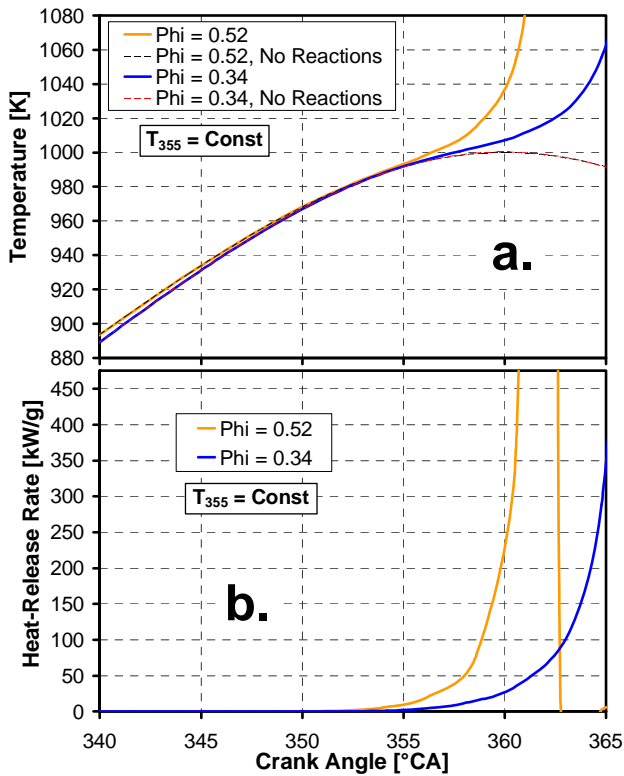 1080
1060
1040
1020
1000
980
960
940
920
900
880
Temperature [K]
Phi = 0.52
Phi = 0.52, No Reactions
Phi = 0.34
Phi = 0.34, No Reactions
T355 = Const
a.
450
400
350
300
250
200
150
100
50
0
Heat-Release Rate [kW/g]
Phi = 0.52
Phi = 0.34
T355 = Const
b.
340 345 350 355 360 365
Crank Angle [°CA]